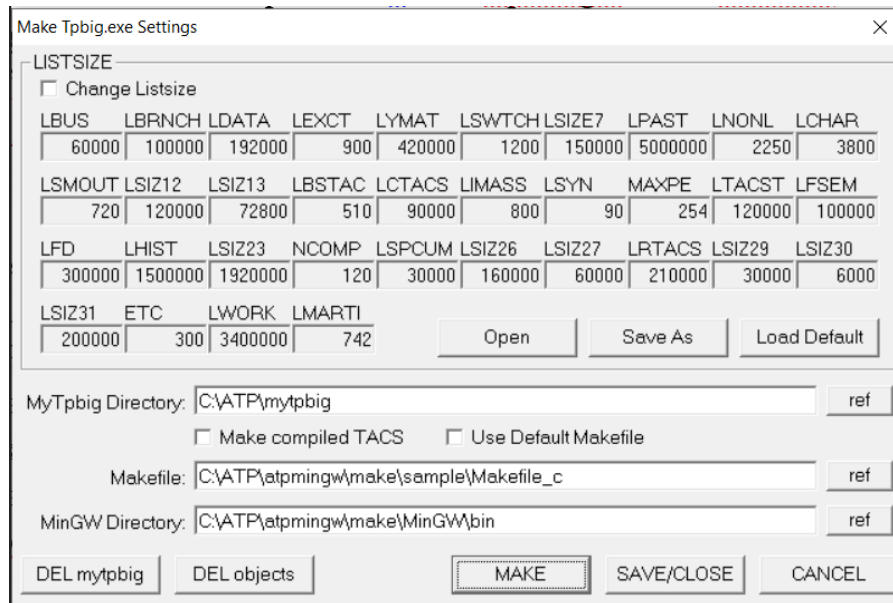 Make Tpbig.exe Settings
LISTSIZE
Change Listsize
LBUS LBRNCH LDATA LEXCT LYMAT LSWTCH LSIZE7 LPAST LNONL LCHAR
60000 100000 192000 900 420000 1200 150000 5000000 2250 3800
LSMOUT LSIZ12 LSIZ13 LBSTAC LCTACS LIMASS LSYN MAXPE LTACST LFSEM
720 120000 72800 510 90000 800 90 254 120000 100000
LFD LHIST LSIZ23 NCOMP LSPCUM LSIZ26 LSIZ27 LRTACS LSIZ29 LSIZ30
300000 1500000 1920000 120 30000 160000 60000 210000 30000 6000
LSIZ31 ETC LWORK LMARTI
200000 300 3400000 742 Open Save As Load Default
MyTpbig Directory: C:\ATP\mytpbig ref
Make compiled TACS Use Default Makefile
Makefile: C:\ATP\atpmingw\make\sample\Makefile_c ref
MinGW Directory: C:\ATP\atpmingw\make\MinGW\bin ref
DEL mytpbig DEL objects MAKE SAVE/CLOSE CANCEL